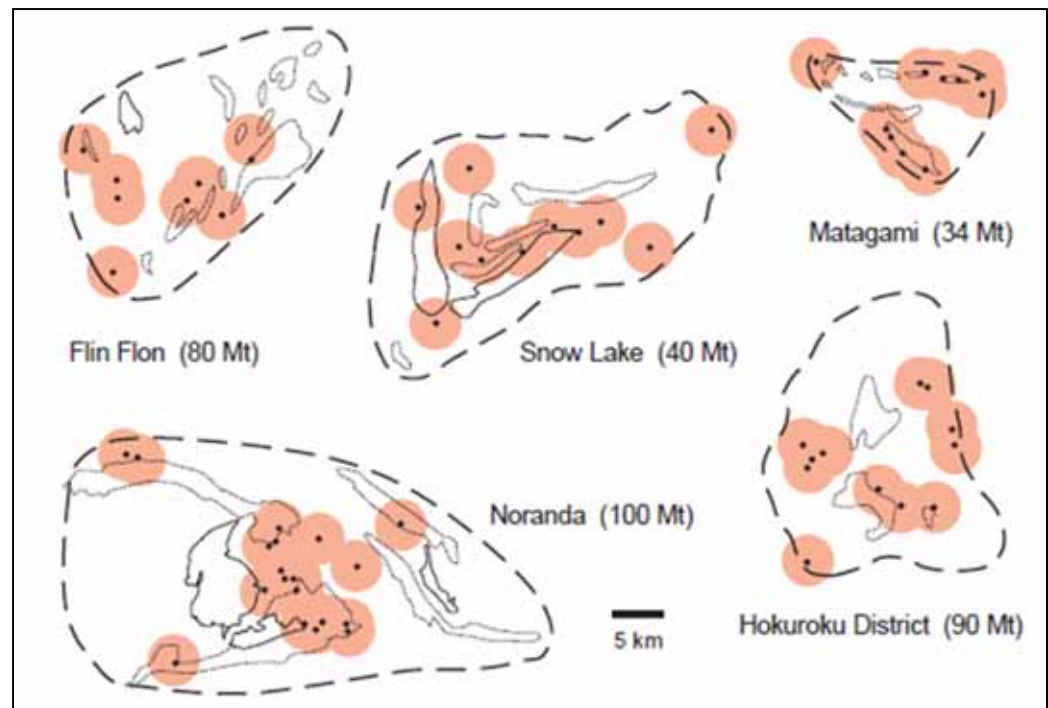 Matagami (34 Mt)
Flin Flon (80 Mt)
Snow Lake (40 Mt)
Noranda (100 Mt)
5 km
Hokuroku District (90 Mt)